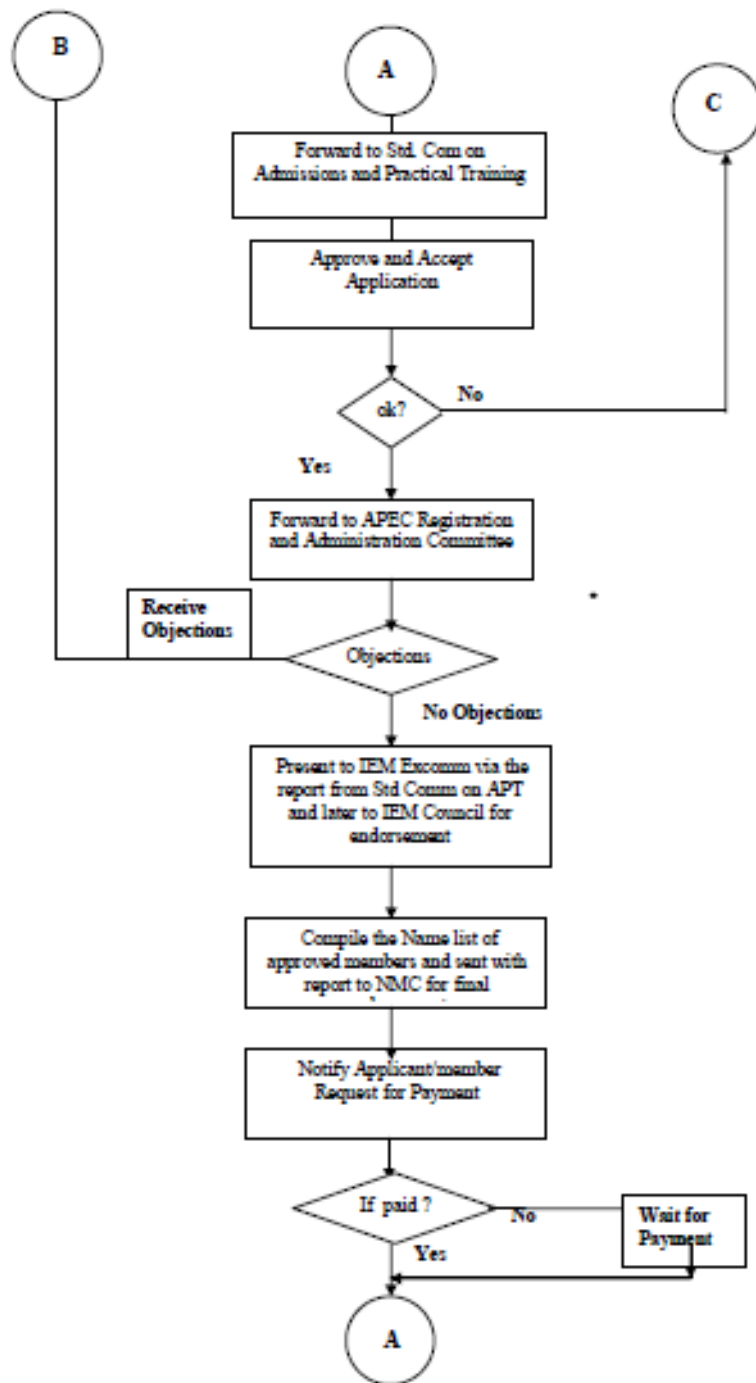 B
A
C
Forward to Std. Com on
Admissions and Practical Training
Approve and Accept
Application
ok?
No
Yes
Forward to APEC Registration
and Administration Committee
Receive
Objections
Objections
No Objections
Present to IEM Excomm via the
report from Std Comm on APT
and later to IEM Council for
endorsement
Compile the Name list of
approved members and sent with
report to NMC for final
Notify Applicant/member
Request for Payment
If paid ?
No
Wait for
Payment
Yes
A